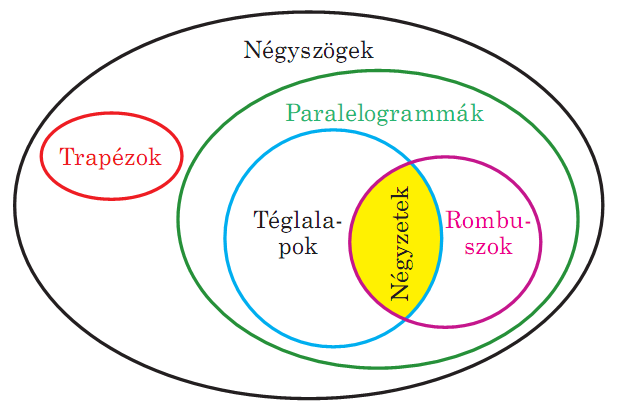 Négyszögek
Paralelogrammák
Trapézok
Téglala-
pok
Négyzetek
Rombu-
szok